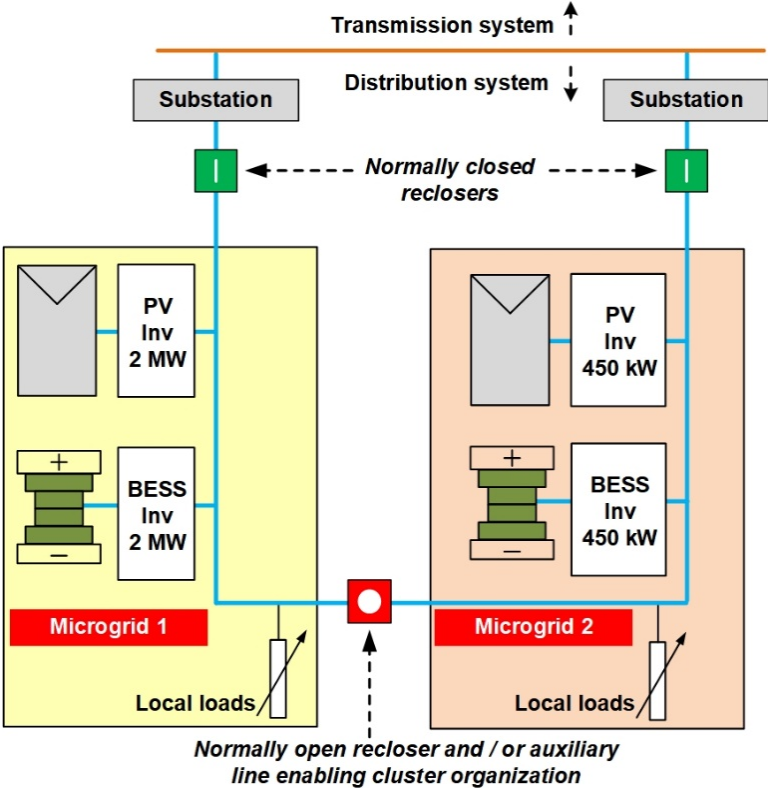 Transmission system
Distribution system
Substation
Substation
Normally closed
reclosers
PV
Inv
2 MW
PV
Inv
450 kW
+
BESS
Inv
2 MW
–
+
BESS
Inv
450 kW
–
Microgrid 1
Microgrid 2
Local loads
Local loads
Normally open recloser and / or auxiliary
line enabling cluster organization